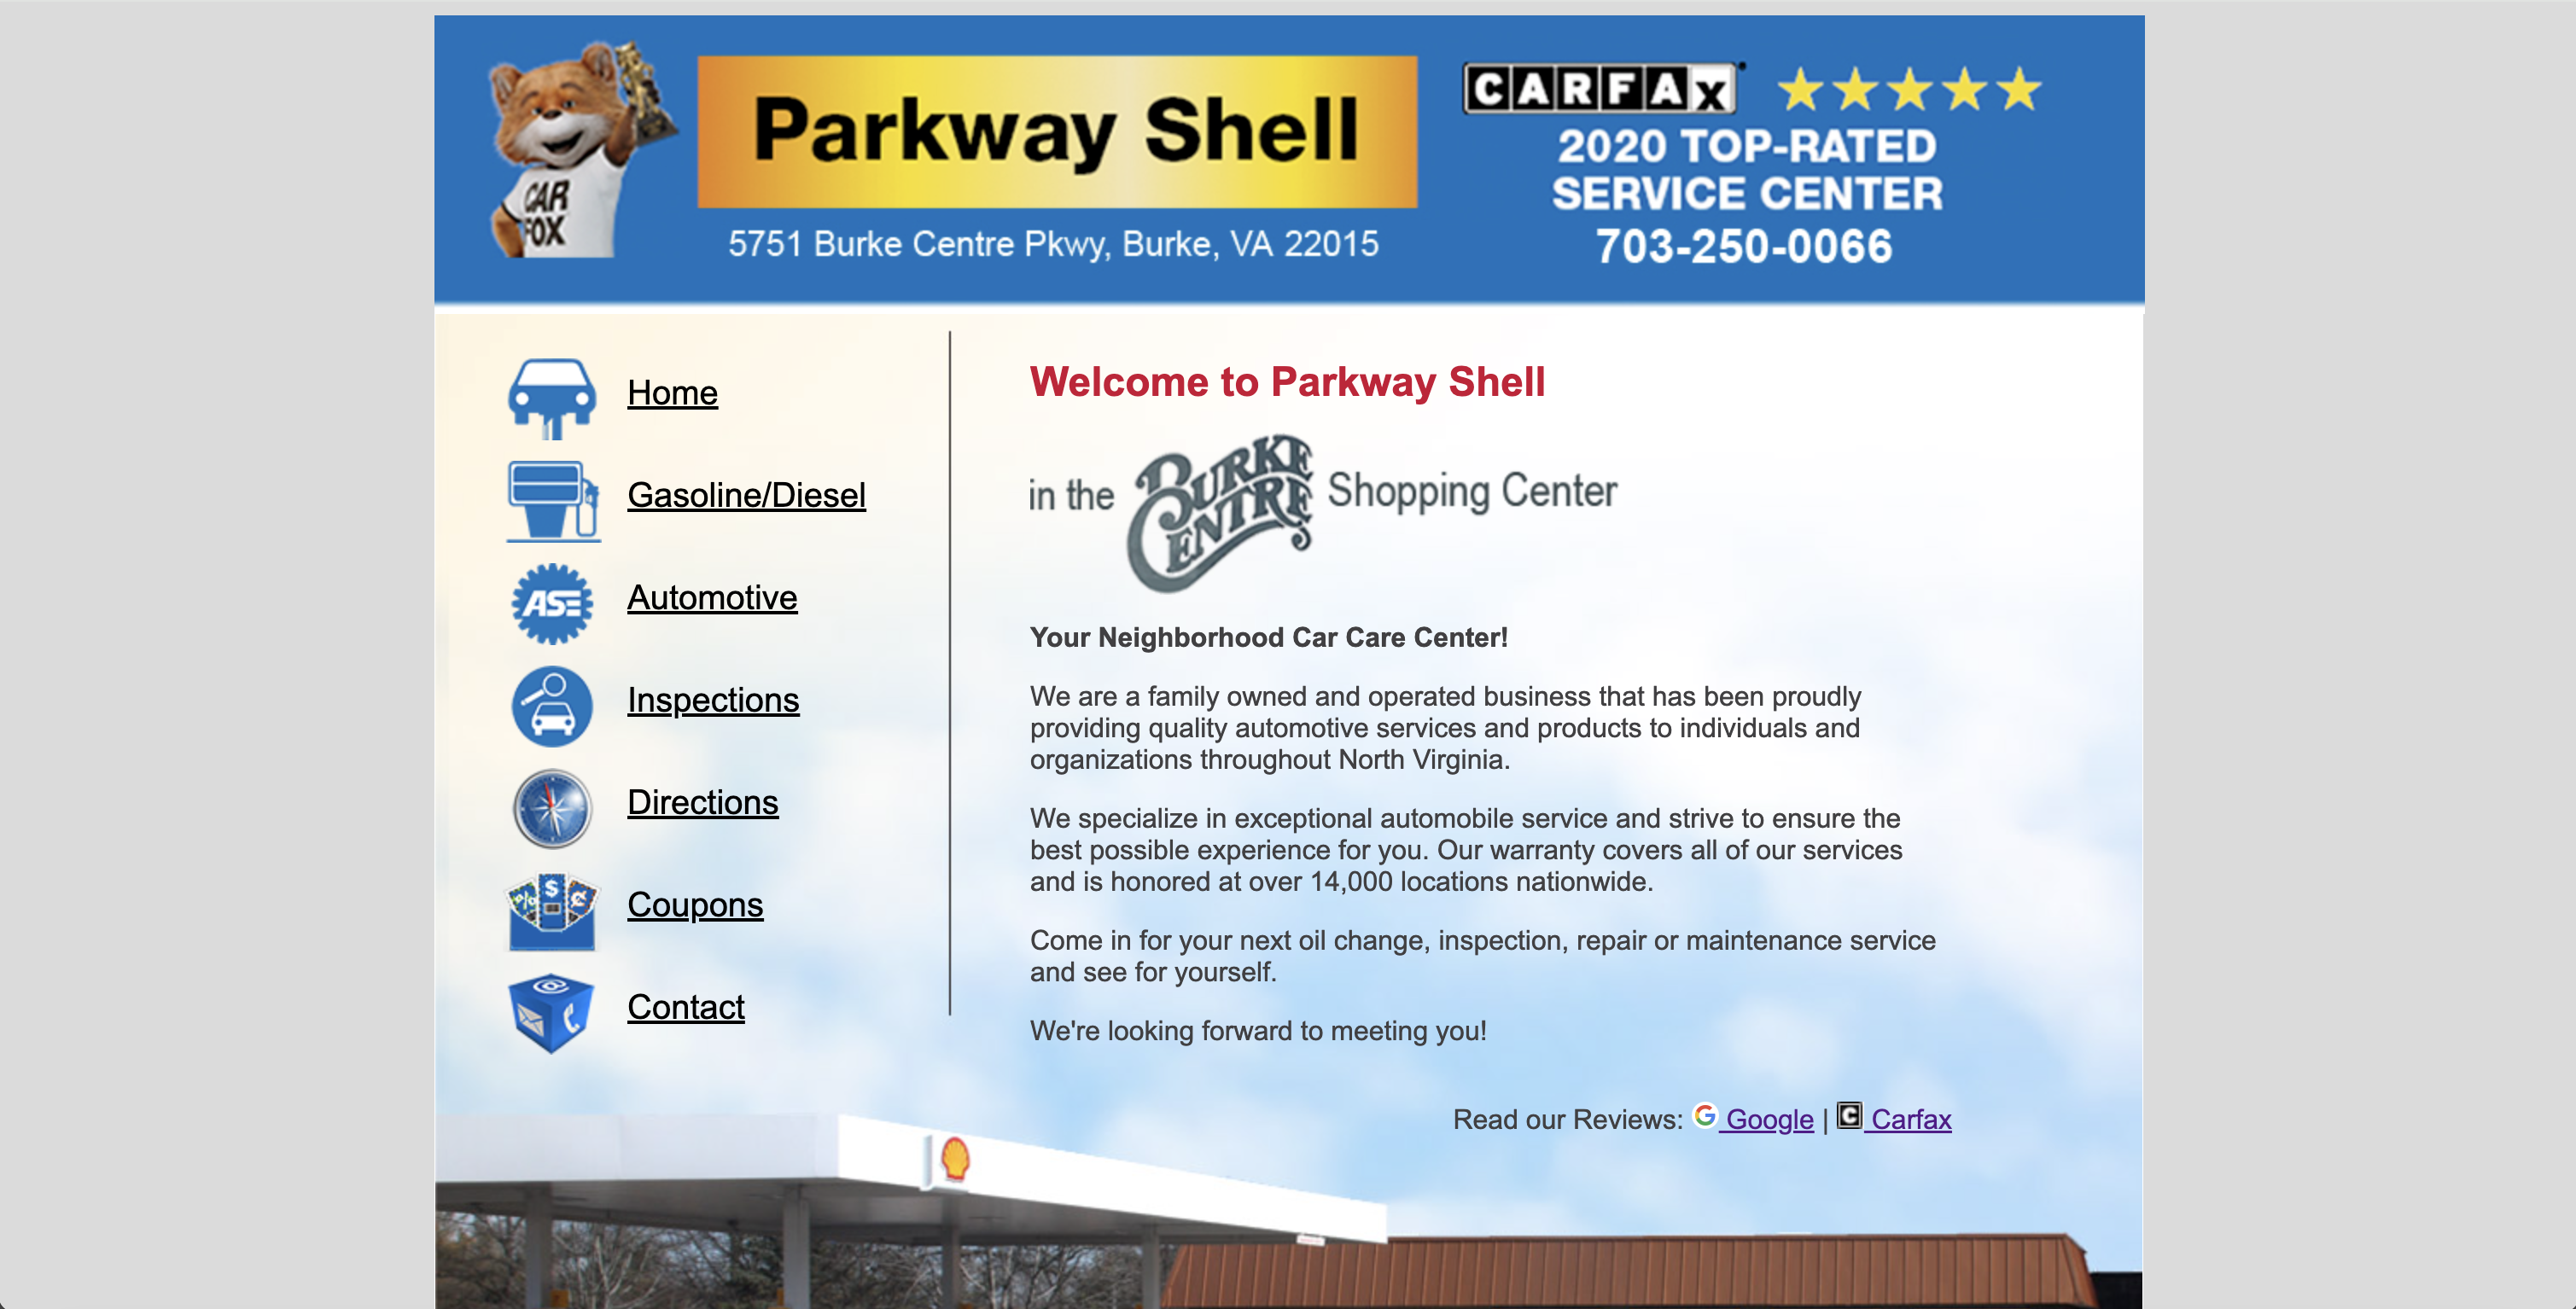 CAR
FOX
Parkway Shell
5751 Burke Centre Pkwy, Burke, VA 22015
CARFAX
2020 TOP-RATED
SERVICE CENTER
703-250-0066
Home
Gasoline/Diesel
ASE
Automotive
Inspections
Directions
% $ ¢
Coupons
@
Contact
Welcome to Parkway Shell
in the BURKE CENTRE Shopping Center
Your Neighborhood Car Care Center!
We are a family owned and operated business that has been proudly
providing quality automotive services and products to individuals and
organizations throughout North Virginia.
We specialize in exceptional automobile service and strive to ensure the
best possible experience for you. Our warranty covers all of our services
and is honored at over 14,000 locations nationwide.
Come in for your next oil change, inspection, repair or maintenance service
and see for yourself.
We're looking forward to meeting you!
Read our Reviews: G Google | C Carfax